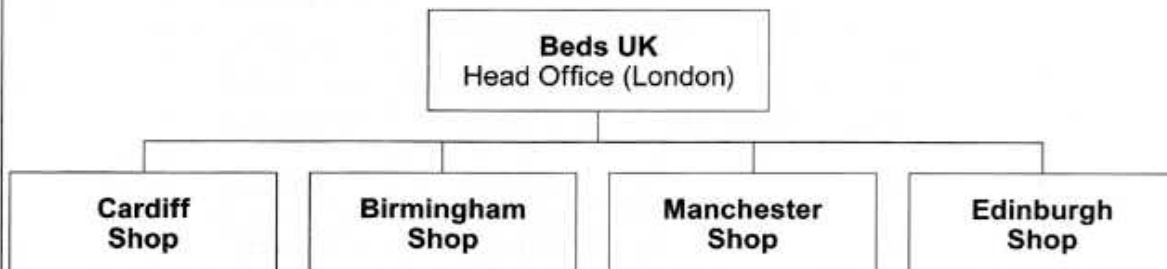 Beds UK
Head Office (London)
Cardiff
Shop
Birmingham
Shop
Manchester
Shop
Edinburgh
Shop